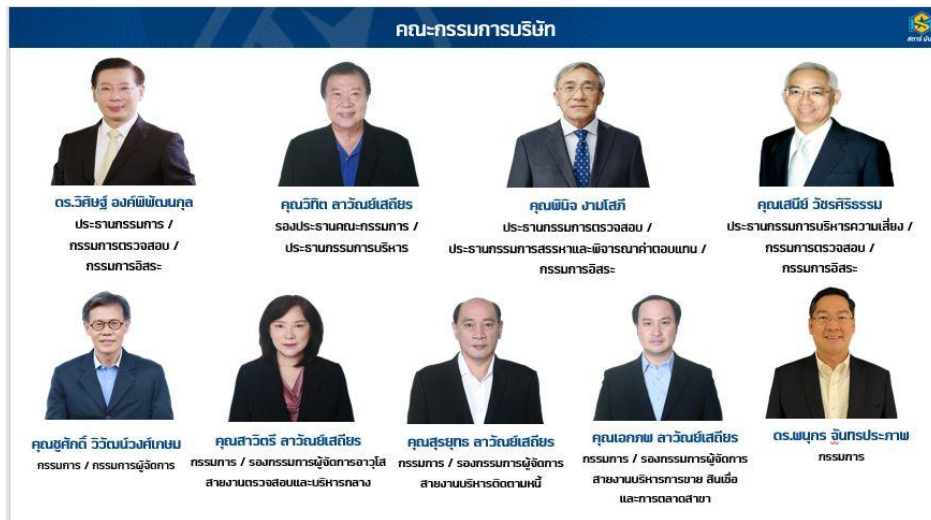 คณะกรรมการบริษัท
ดร.วิศิษฐ์ องค์พิพัฒนกุล
ประธานกรรมการ /
กรรมการตรวจสอบ /
กรรมการอิสระ
คุณวิทิต ลาวัณย์เสถียร
รองประธานคณะกรรมการ /
ประธานกรรมการบริหาร
คุณพินิจ งามโสภี
ประธานกรรมการตรวจสอบ /
ประธานกรรมการสรรหาและพิจารณาค่าตอบแทน /
กรรมการอิสระ
คุณเสนีย์ วัชรศิริธรรม
ประธานกรรมการบริหารความเสี่ยง /
กรรมการตรวจสอบ /
กรรมการอิสระ
คุณชูศักดิ์ วิวัฒน์วงศ์เกษม
กรรมการ / กรรมการผู้จัดการ
คุณสาวิตรี ลาวัณย์เสถียร
กรรมการ / รองกรรมการผู้จัดการอาวุโส
สายงานตรวจสอบและบริหารกลาง
คุณสุรยุทธ ลาวัณย์เสถียร
กรรมการ / รองกรรมการผู้จัดการ
สายงานบริหารติดตามหนี้
คุณเอกภพ ลาวัณย์เสถียร
กรรมการ / รองกรรมการผู้จัดการ
สายงานบริหารการขาย สินเชื่อ
และการตลาดสาขา
ดร.พนุกร จันทรประภาพ
กรรมการ